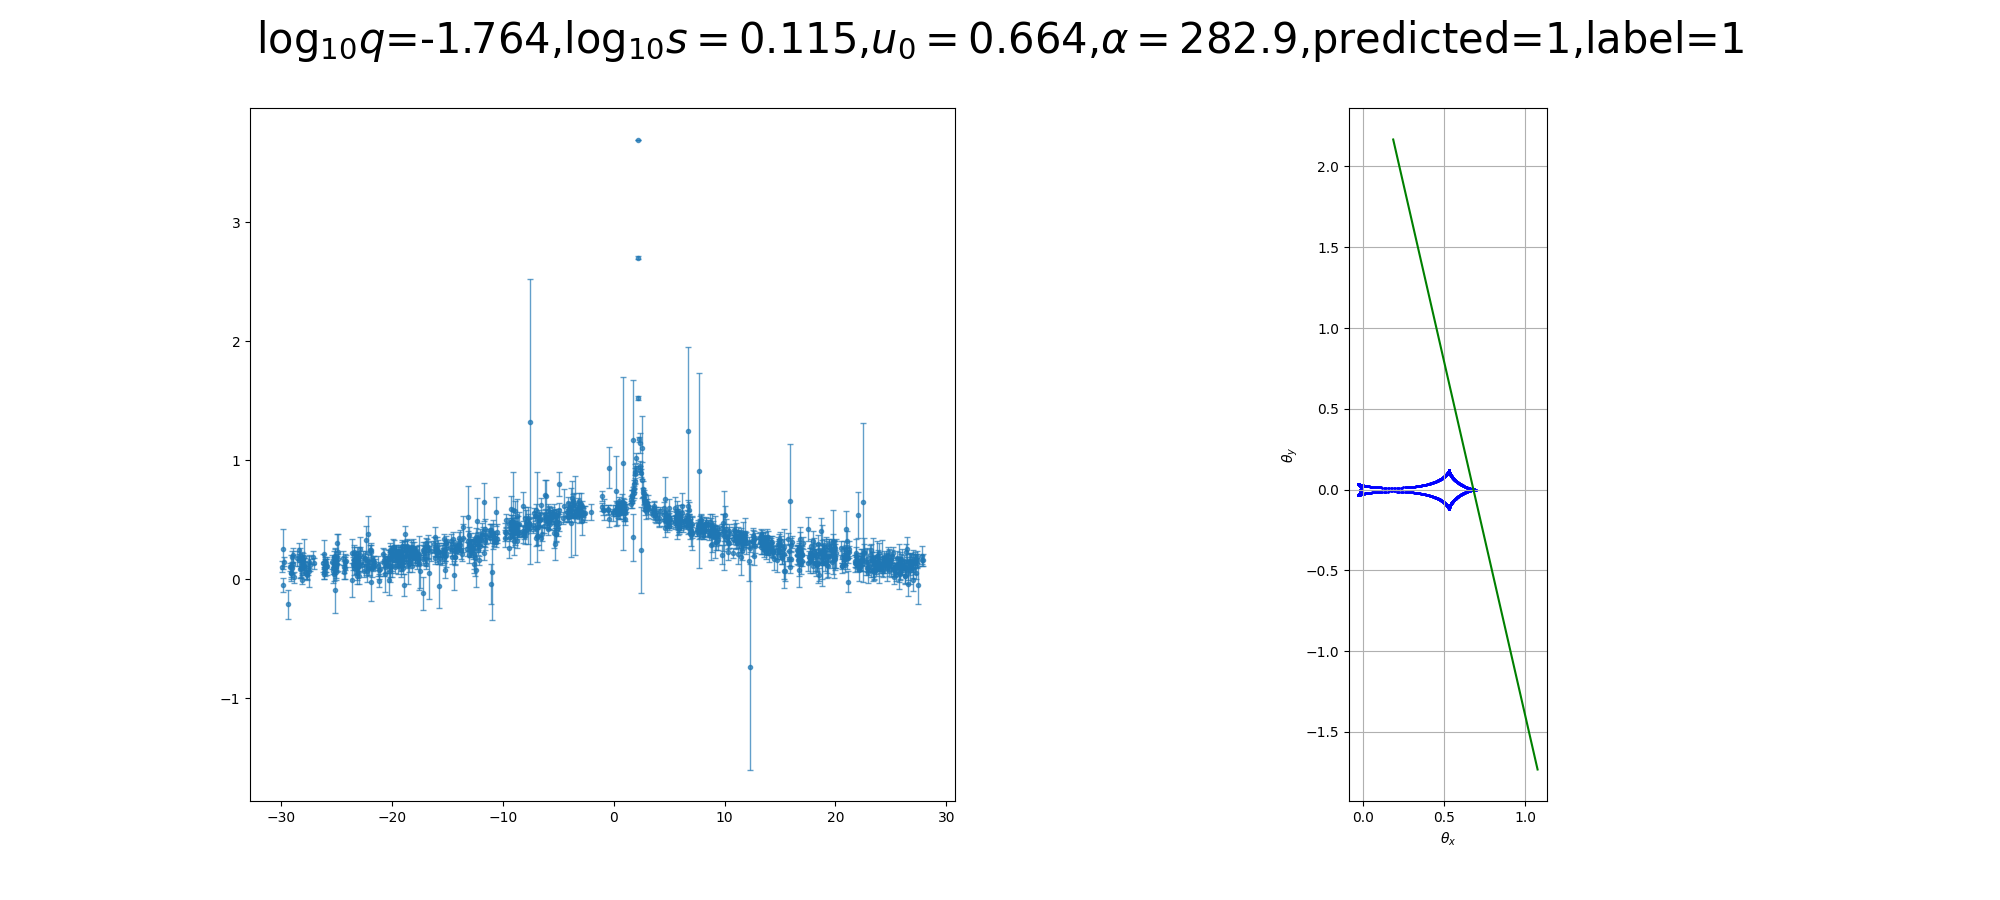 log₁₀q=-1.764,log₁₀s = 0.115,u₀ = 0.664,α = 282.9,predicted=1,label=1
3
2
1
0
−1
−30 −20 −10 0 10 20 30
2.0
1.5
1.0
0.5
0.0
−0.5
−1.0
−1.5
θy
0.0 0.5 1.0
θx